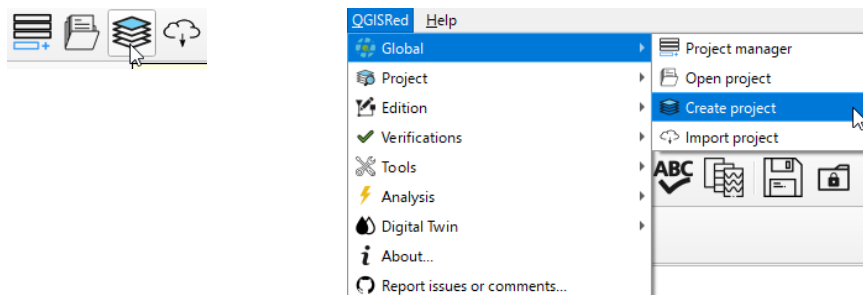 QGISRed Help
Global
Project manager
Project
Open project
Edition
Create project
Verifications
Import project
Tools
ABC
Analysis
Digital Twin
About...
Report issues or comments...